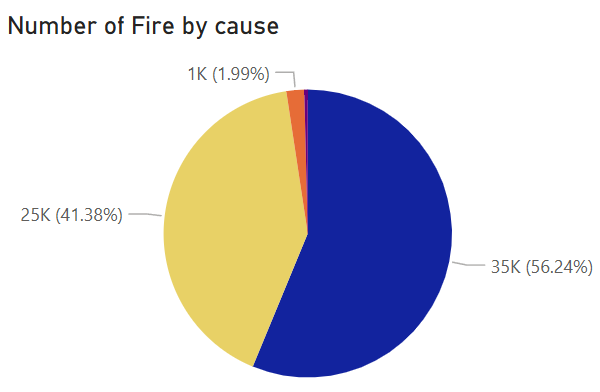 Number of Fire by cause
1K (1.99%)
25K (41.38%)
35K (56.24%)